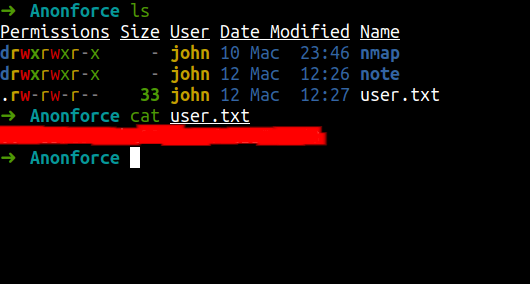 ➜ Anonforce ls
Permissions Size User Date Modified Name
drwxrwxr-x - john 10 Mac 23:46 nmap
drwxrwxr-x - john 12 Mac 12:26 note
.rw-rw-r-- 33 john 12 Mac 12:27 user.txt
➜ Anonforce cat user.txt
➜ Anonforce